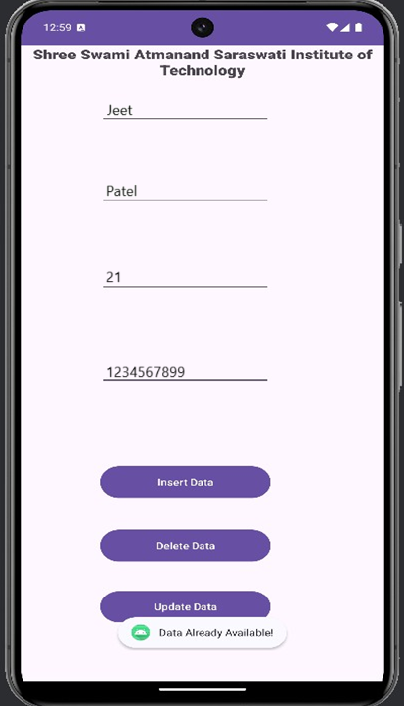 12:59
Shree Swami Atmanand Saraswati Institute of
Technology
Jeet
Patel
21
1234567899
Insert Data
Delete Data
Update Data
Data Already Available!